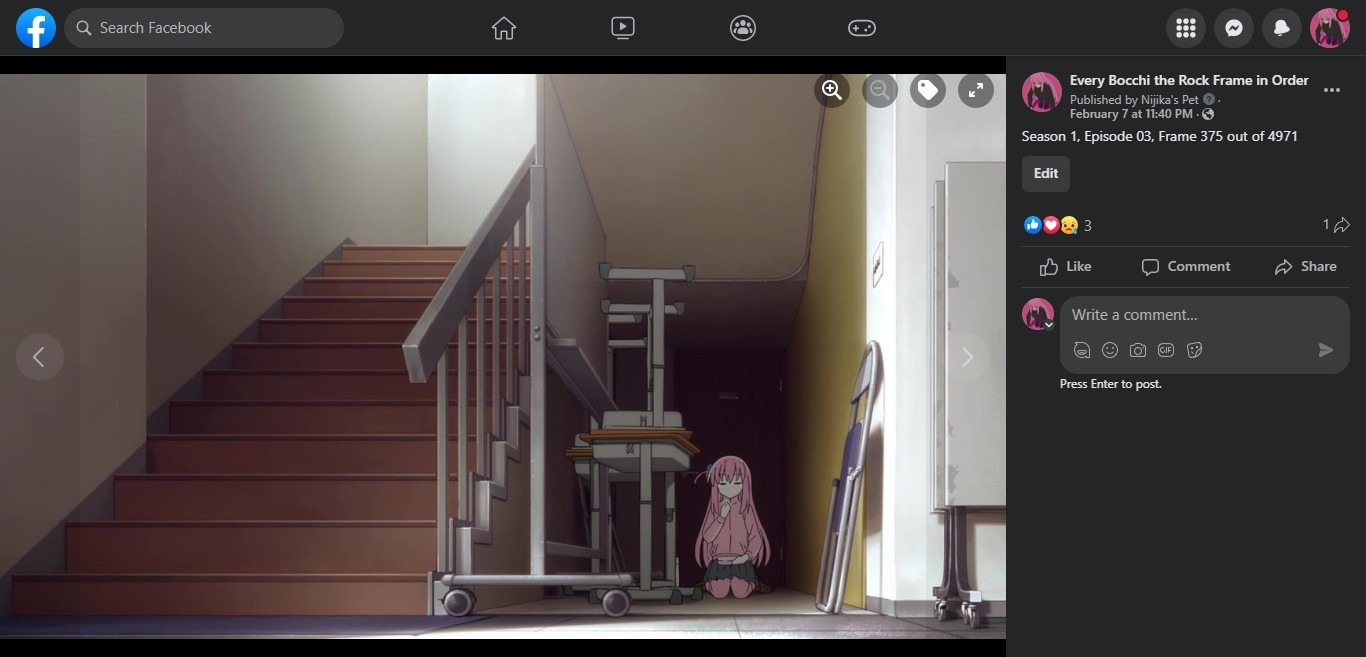 Search Facebook
Every Bocchi the Rock Frame in Order
Published by Nijika's Pet ·
February 7 at 11:40 PM ·
Season 1, Episode 03, Frame 375 out of 4971
Edit
3
1
Like
Comment
Share
Write a comment...
GIF
Press Enter to post.